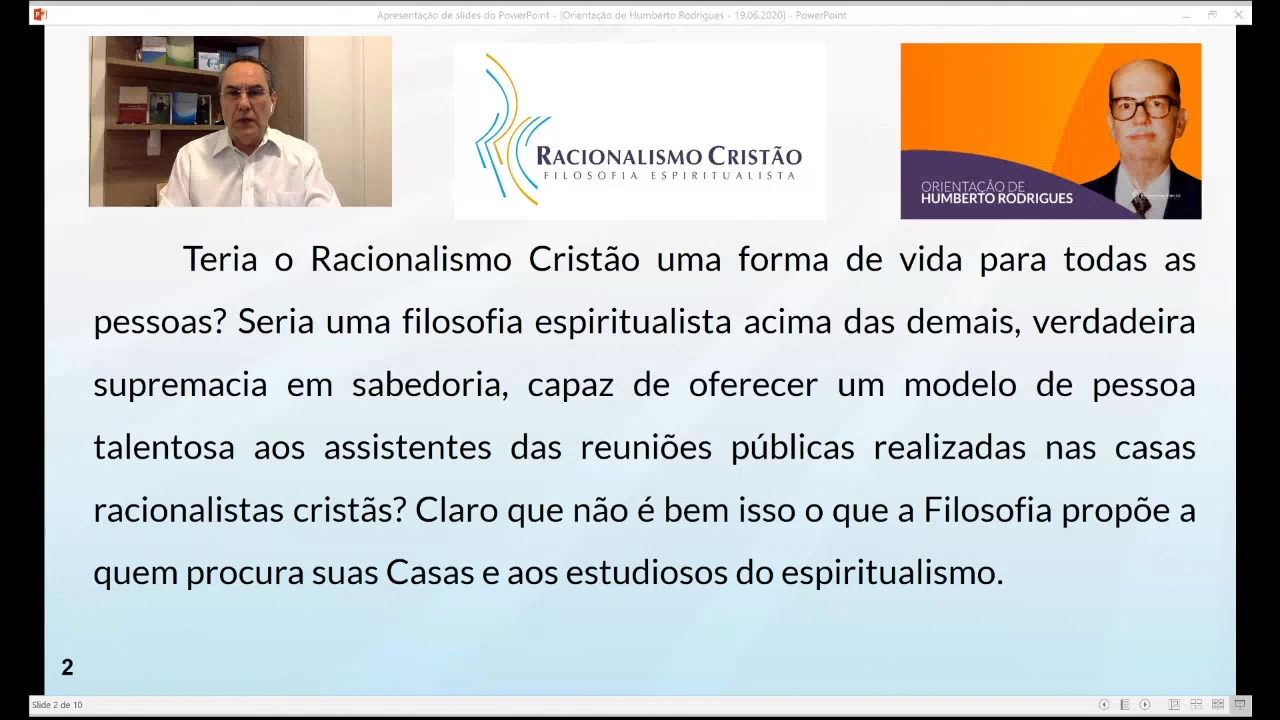 Apresentação de slides do PowerPoint - [Orientação de Humberto Rodrigues - 19.06.2020] - PowerPoint
RACIONALISMO CRISTÃO
FILOSOFIA ESPIRITUALISTA
ORIENTAÇÃO DE
HUMBERTO RODRIGUES
Teria o Racionalismo Cristão uma forma de vida para todas as
pessoas? Seria uma filosofia espiritualista acima das demais, verdadeira
supremacia em sabedoria, capaz de oferecer um modelo de pessoa
talentosa aos assistentes das reuniões públicas realizadas nas casas
racionalistas cristãs? Claro que não é bem isso o que a Filosofia propõe a
quem procura suas Casas e aos estudiosos do espiritualismo.
2
Slide 2 de 10